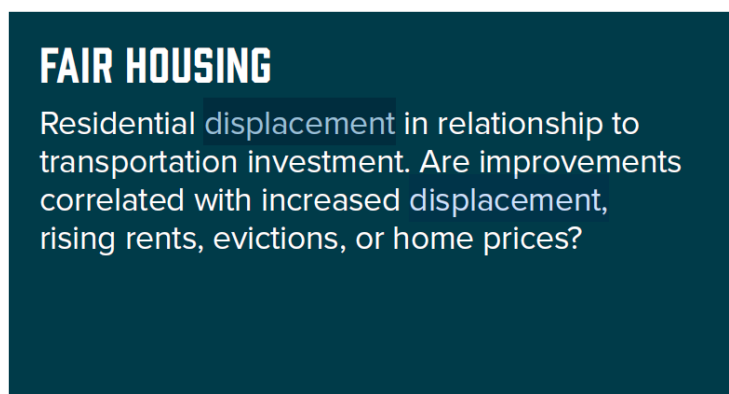 FAIR HOUSING
Residential displacement in relationship to
transportation investment. Are improvements
correlated with increased displacement,
rising rents, evictions, or home prices?